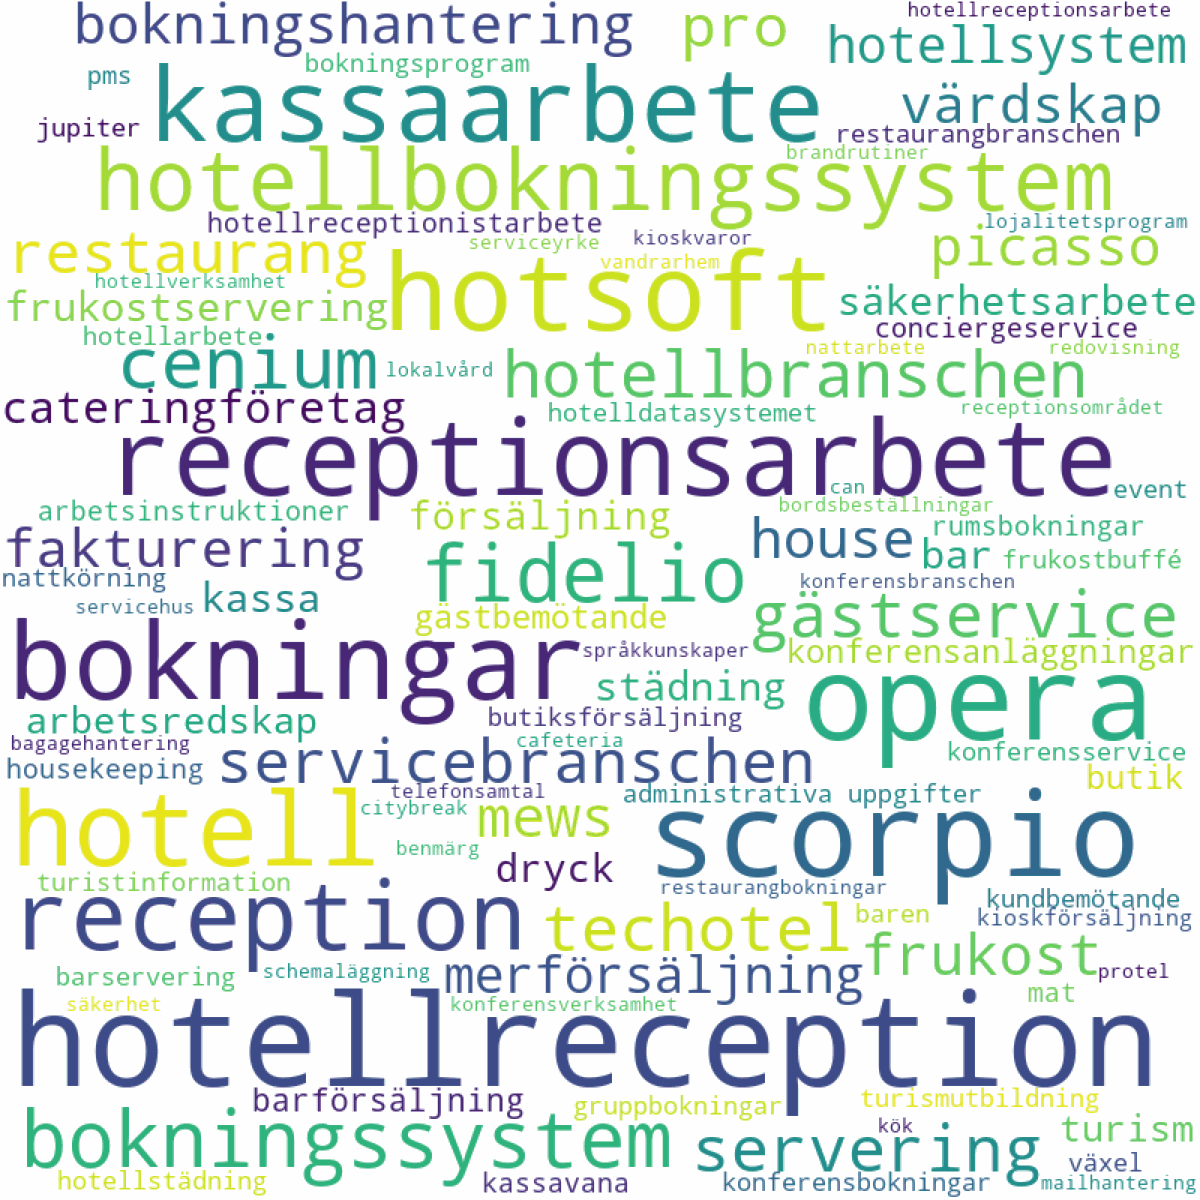 hotellreceptionsarbete
bokningshantering
pro
hotellsystem
bokningsprogram
pms
kassaarbete
värdskap
jupiter
restaurangbranschen
hotellbokningssystem
brandrutiner
hotellreceptionistarbete
lojalitetsprogram
restaurang
serviceyrke
kioskvaror
picasso
vandrarhem
hotsoft
hotellverksamhet
frukostservering
säkerhetsarbete
hotellarbete
conciergeservice
cenium
nattarbete
redovisning
lokalvård
hotellbranschen
cateringföretag
hotelldatasystemet
receptionsområdet
receptionsarbete
can
event
arbetsinstruktioner
försäljning
bordsbeställningar
house
rumsbokningar
fakturering
bar
frukostbuffé
fidelio
nattkörning
konferensbranschen
servicehus
kassa
gästbemötande
gästservice
bokningar
språkkunskaper
konferensanläggningar
städning
opera
arbetsredskap
butiksförsäljning
bagagehantering
cafeteria
servicebranschen
konferensservice
housekeeping
butik
telefonsamtal
administrativa uppgifter
hotell
citybreak
mews
scorpio
benmärg
dryck
turistinformation
restaurangbokningar
kundbemötande
reception
techotel
baren
kioskförsäljning
frukost
barservering
schemaläggning
merförsäljning
protel
mat
säkerhet
konferensverksamhet
hotellreception
barförsäljning
gruppbokningar
turismutbildning
bokningssystem
kök
turism
servering
växel
hotellstädning
kassavana
konferensbokningar
mailhantering